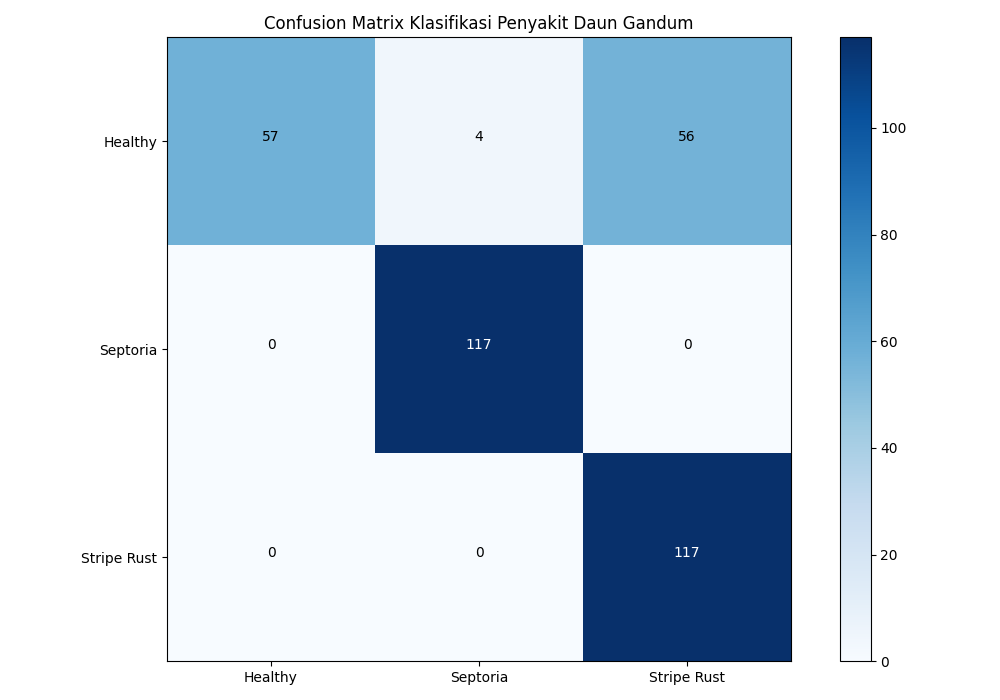 Confusion Matrix Klasifikasi Penyakit Daun Gandum
Healthy
57
4
56
Septoria
0
117
0
Stripe Rust
0
0
117
Healthy
Septoria
Stripe Rust
100
80
60
40
20
0